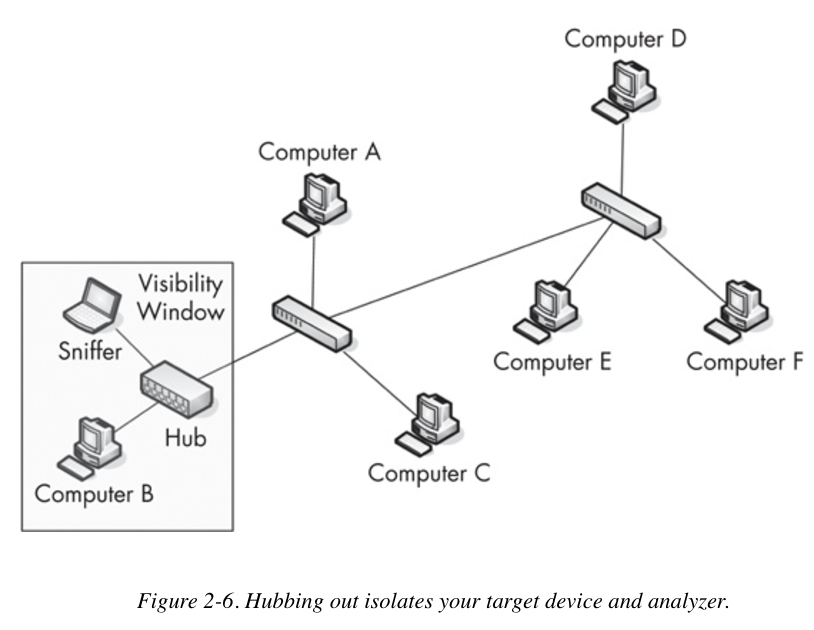 Computer D
Computer A
Visibility
Window
Sniffer
Computer E
Computer F
Hub
Computer C
Computer B
Figure 2-6. Hubbing out isolates your target device and analyzer.